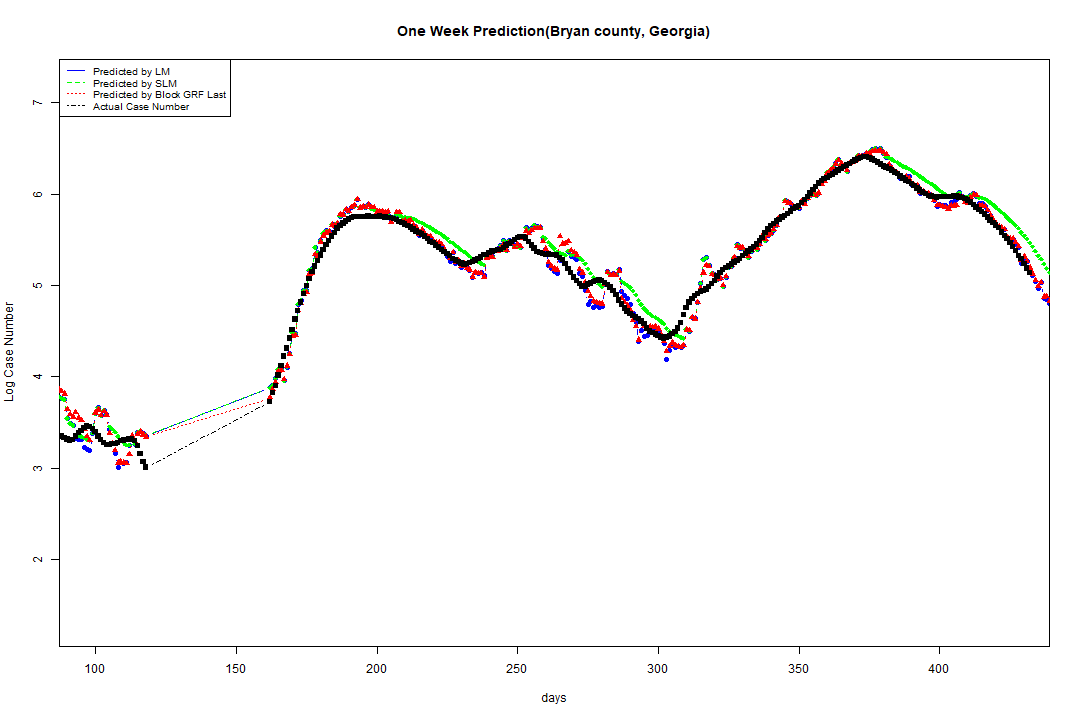 One Week Prediction(Bryan county, Georgia)
Predicted by LM
Predicted by SLM
Predicted by Block GRF Last
Actual Case Number
7
6
5
4
3
2
Log Case Number
100 150 200 250 300 350 400
days